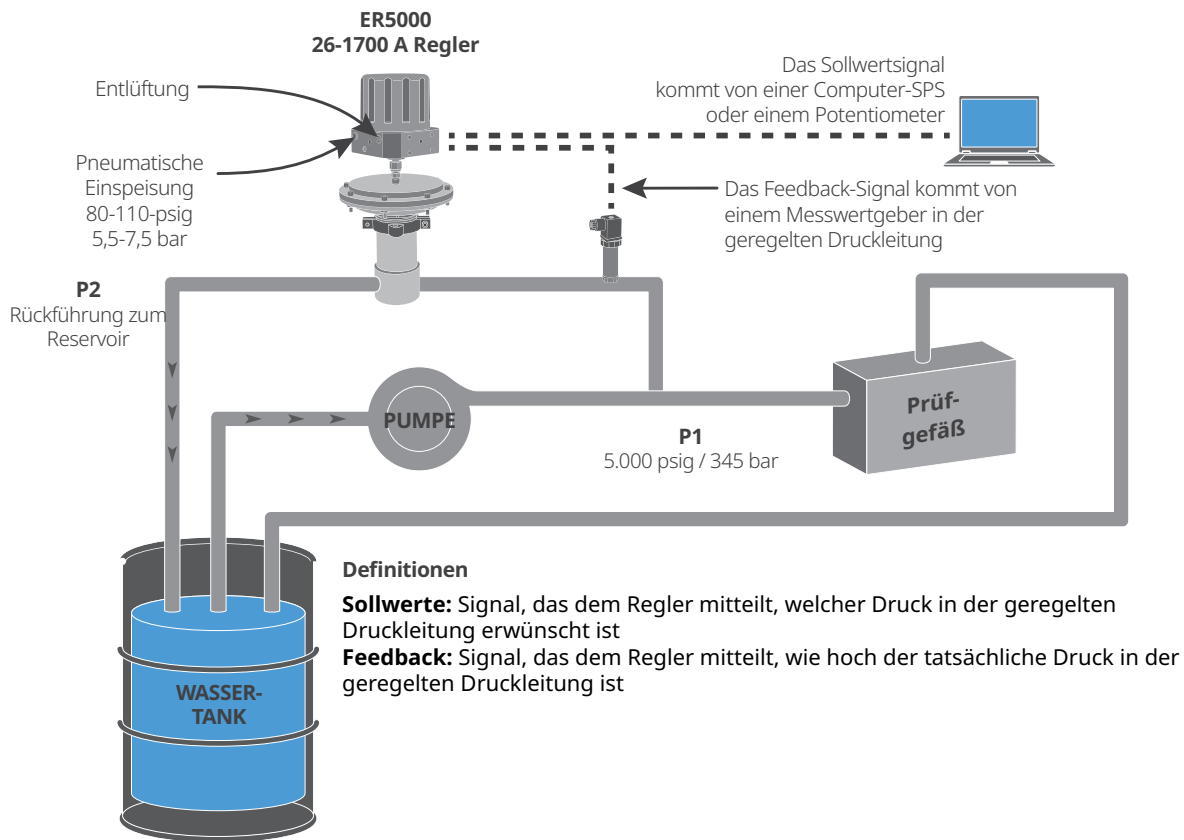 ER5000
26-1700 A Regler
Entlüftung
Pneumatische
Einspeisung
80-110-psig
5,5-7,5 bar
Das Sollwertsignal
kommt von einer Computer-SPS
oder einem Potentiometer
Das Feedback-Signal kommt von
einem Messwertgeber in der
geregelten Druckleitung
P2
Rückführung zum
Reservoir
PUMPE
P1
5.000 psig / 345 bar
Prüf-
gefäß
WASSER-
TANK
Definitionen
Sollwerte: Signal, das dem Regler mitteilt, welcher Druck in der geregelten
Druckleitung erwünscht ist
Feedback: Signal, das dem Regler mitteilt, wie hoch der tatsächliche Druck in der
geregelten Druckleitung ist